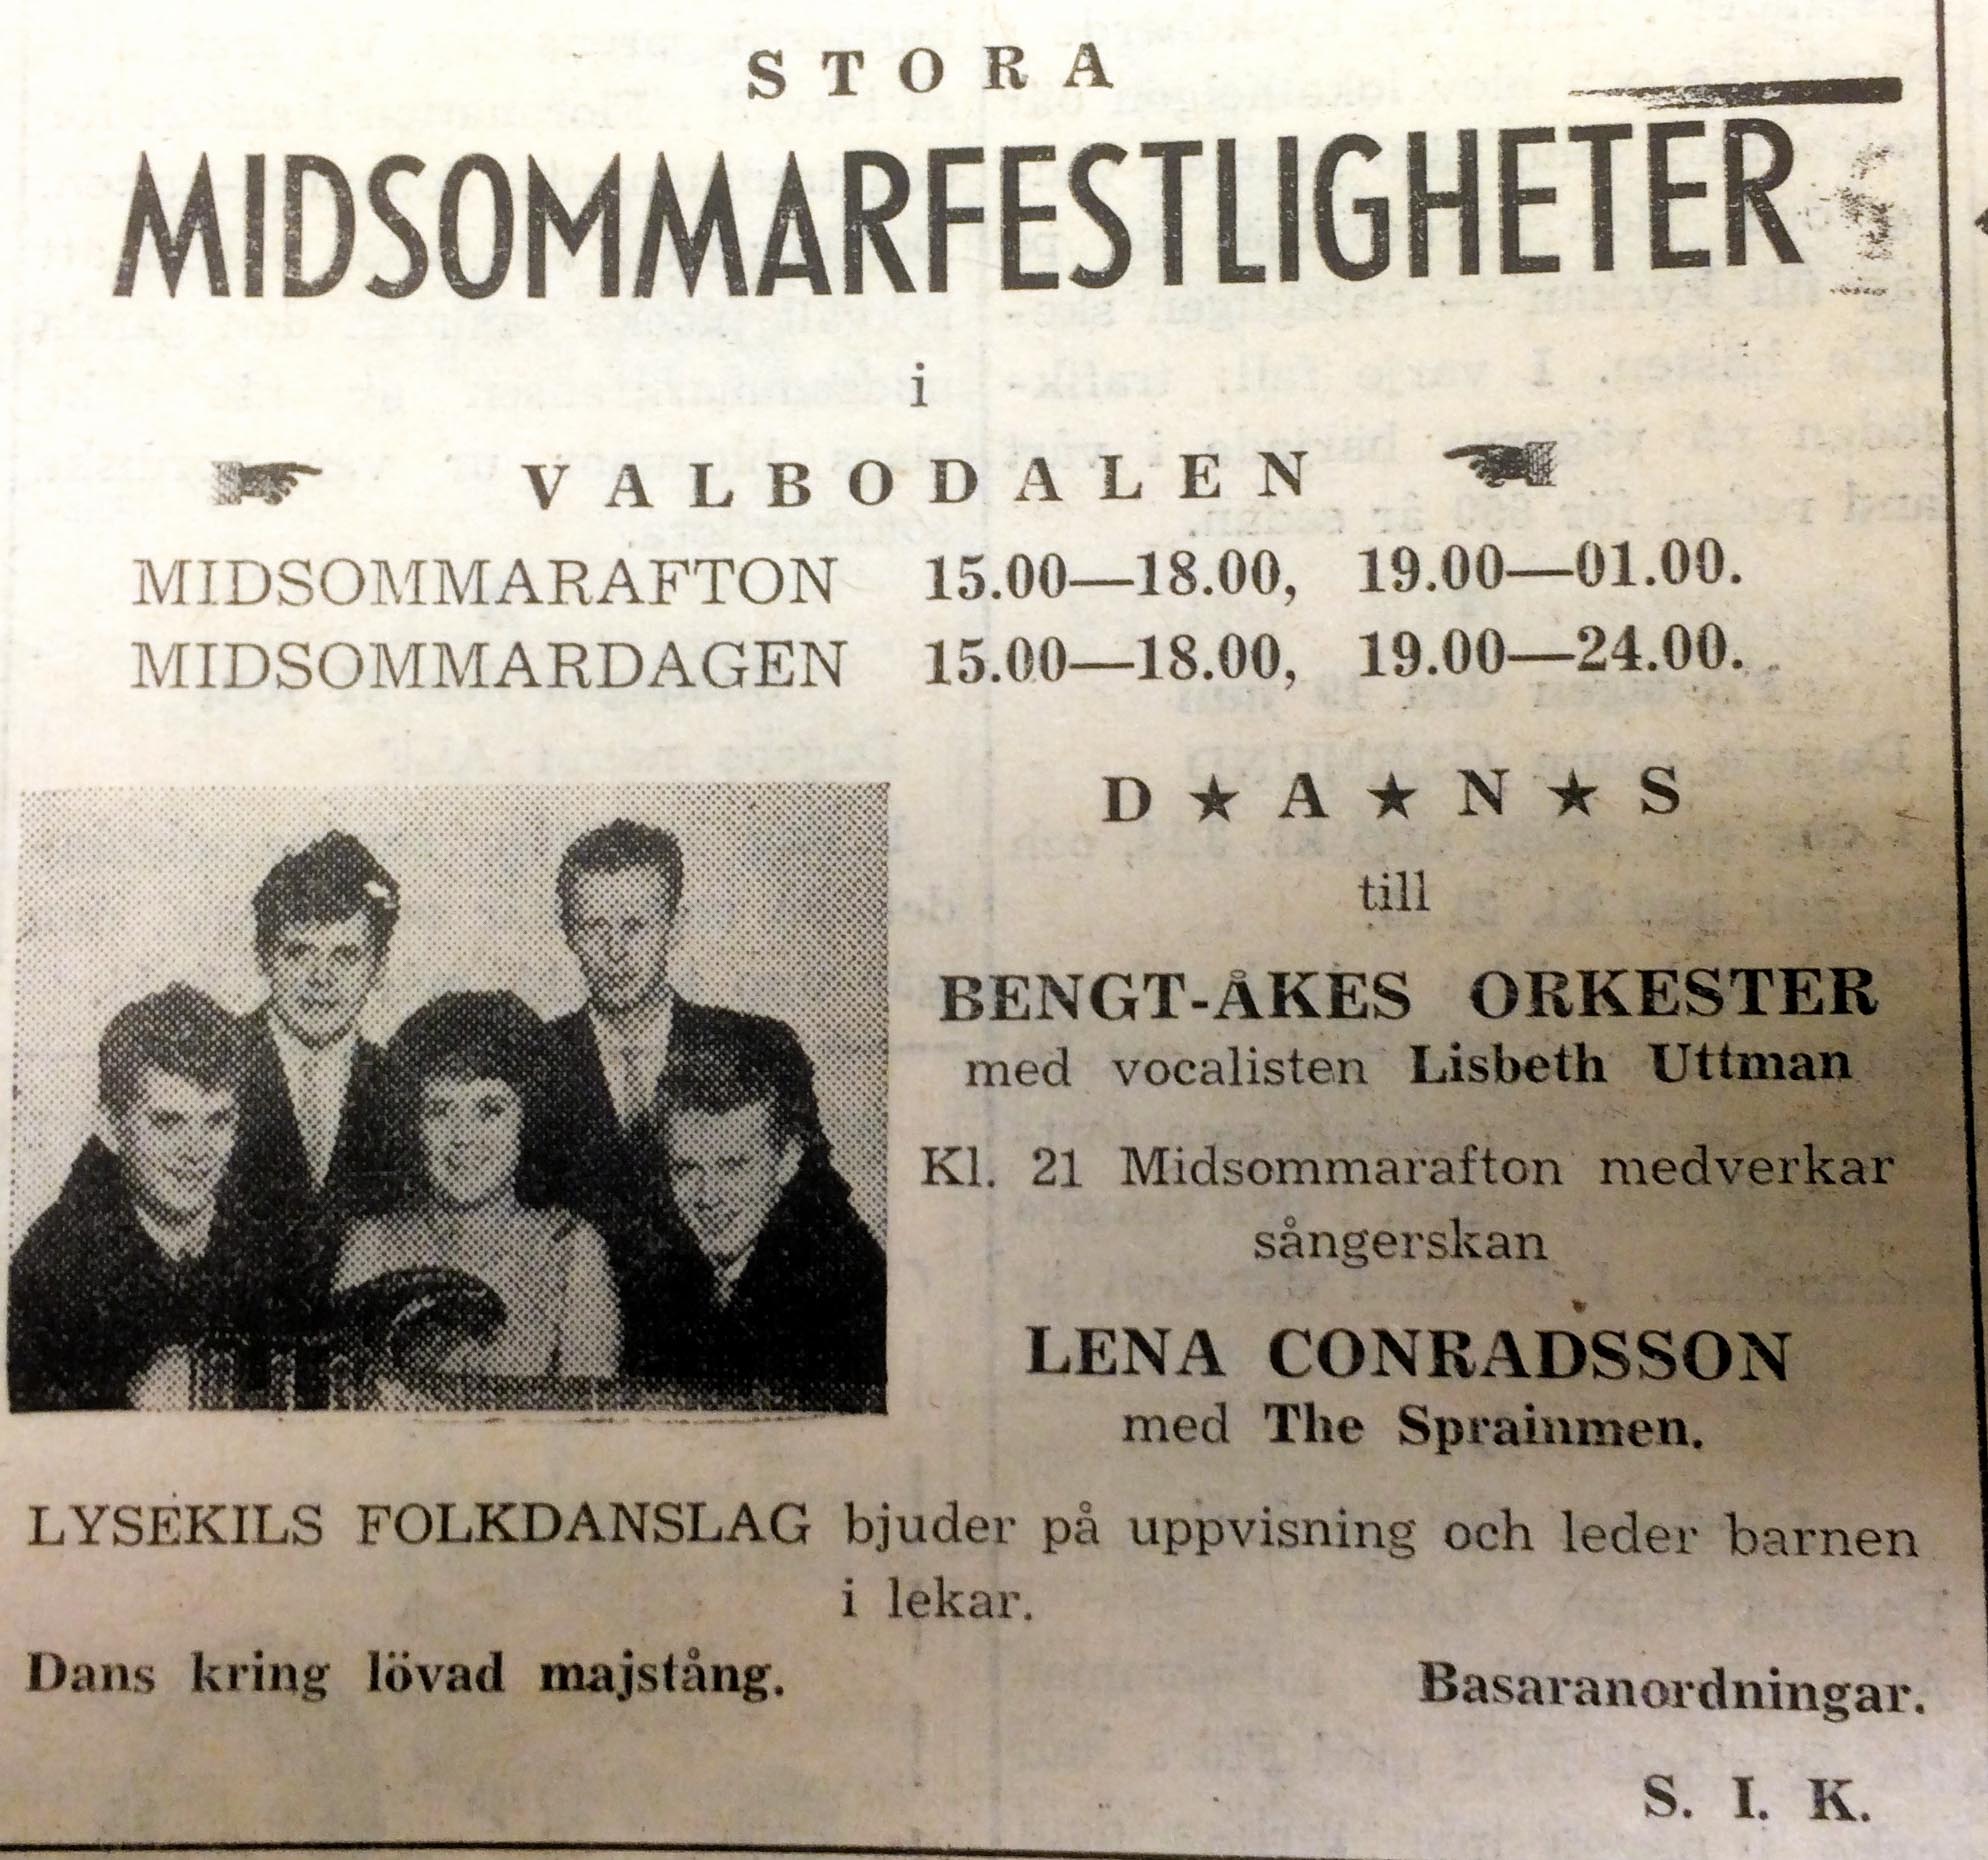 STORA
MIDSOMMARFESTLIGHETER
i
VALBODALEN
MIDSOMMARAFTON 15.00—18.00, 19.00—01.00.
MIDSOMMARDAGEN 15.00—18.00, 19.00—24.00.
D★A★N★S
till
BENGT-ÅKES ORKESTER
med vocalisten Lisbeth Uttman
Kl. 21 Midsommarafton medverkar
sångerskan
LENA CONRADSSON
med The Sprainmen.
LYSEKILS FOLKDANSLAG bjuder på uppvisning och leder barnen
i lekar.
Dans kring lövad majstång. Basaranordningar.
S. I. K.